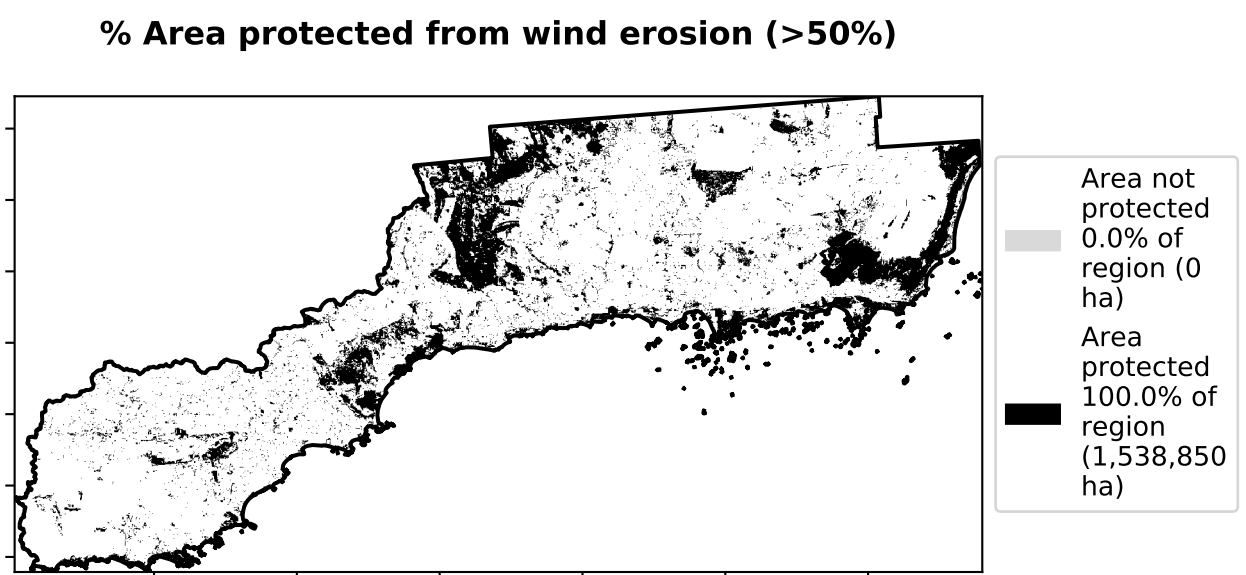 % Area protected from wind erosion (>50%)
Area not
protected
0.0% of
region (0
ha)
Area
protected
100.0% of
region
(1,538,850
ha)